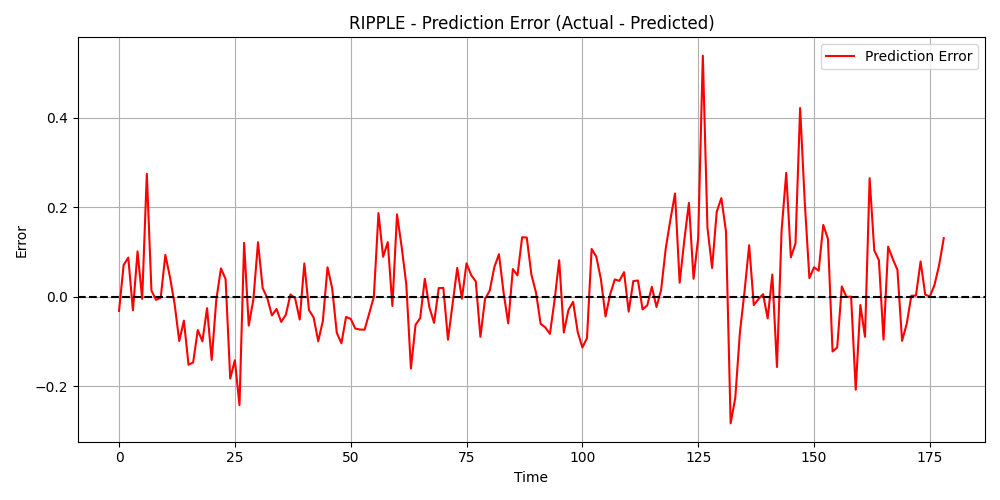 RIPPLE - Prediction Error (Actual - Predicted)
Prediction Error
Error
0.4
0.2
0.0
−0.2
0 25 50 75 100 125 150 175
Time